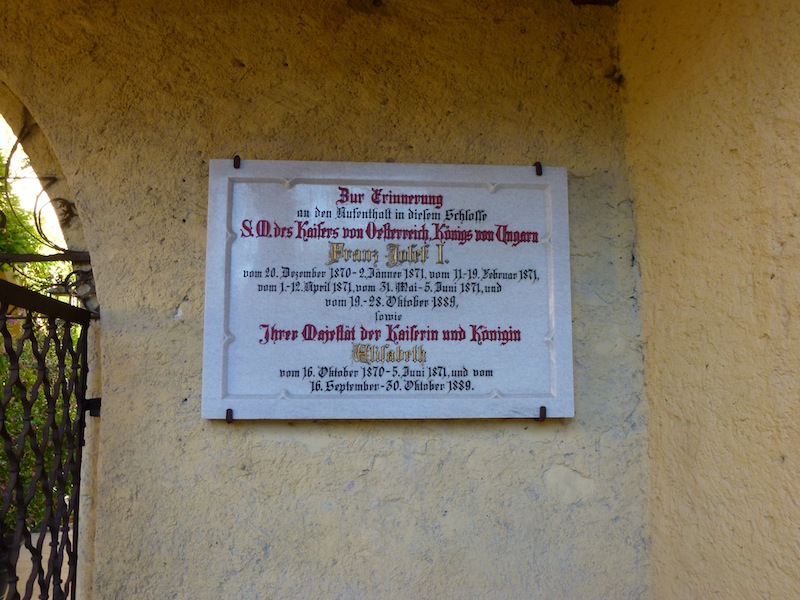 Zur Erinnerung
an den Aufenthalt in diesem Schlosse
S. M. des Kaisers von Oesterreich, Königs von Ungarn
Franz Josef I.
vom 20. Dezember 1870 - 2. Jänner 1871, vom 11. - 19. Februar 1871,
vom 1. - 12. April 1871, vom 31. Mai - 5. Juni 1871, und
vom 19. - 28. Oktober 1889,
sowie
Ihrer Majestät der Kaiserin und Königin
Elisabeth
vom 16. Oktober 1870 - 5. Juni 1871, und vom
16. September - 30. Oktober 1889.